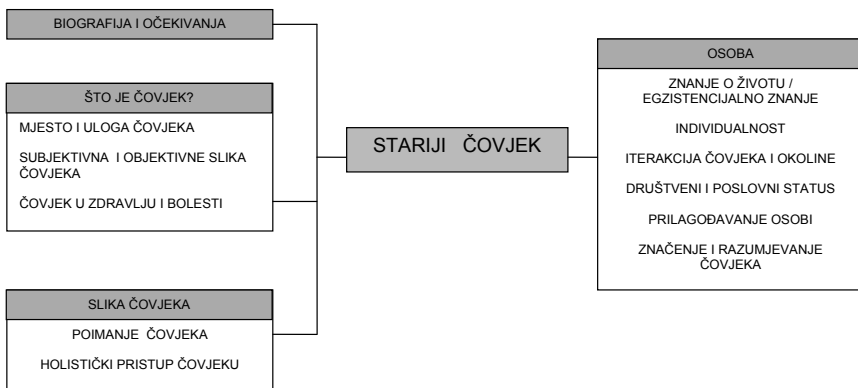 BIOGRAFIJA I OČEKIVANJA
ŠTO JE ČOVJEK?
MJESTO I ULOGA ČOVJEKA
SUBJEKTIVNA I OBJEKTIVNE SLIKA
ČOVJEKA
ČOVJEK U ZDRAVLJU I BOLESTI
SLIKA ČOVJEKA
POIMANJE ČOVJEKA
HOLISTIČKI PRISTUP ČOVJEKU
STARIJI ČOVJEK
OSOBA
ZNANJE O ŽIVOTU /
EGZISTENCIJALNO ZNANJE
INDIVIDUALNOST
ITERAKCIJA ČOVJEKA I OKOLINE
DRUŠTVENI I POSLOVNI STATUS
PRILAGOĐAVANJE OSOBI
ZNAČENJE I RAZUMJEVANJE
ČOVJEKA